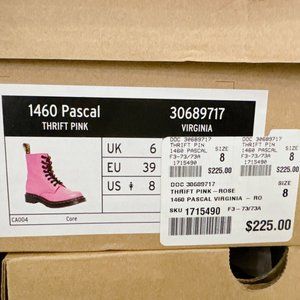 1460 Pascal
THRIFT PINK
30689717
VIRGINIA
UK 6
EU 39
US 8
CA004
Core
DOC 30689717
THRIFT PIN
1460 PASCAL
F3-73/73A
1715490
SIZE
8
$225.00
DOC 30689717
THRIFT PIN
1460 PASCAL
F3-73/73A
1715490
SIZE
8
$225.00
DOC 30689717
THRIFT PINK-ROSE
1460 PASCAL VIRGINIA - RO
SKU 1715490 F3-73/73A
SIZE
8
$225.00